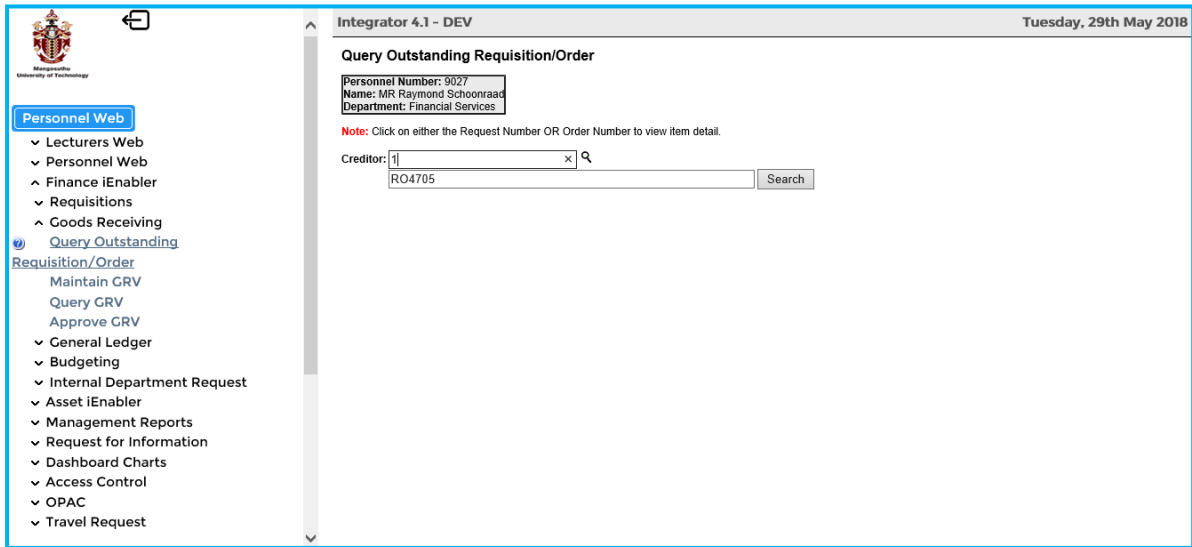 Mangosuthu
University of Technology
Personnel Web
Lecturers Web
Personnel Web
Finance iEnabler
Requisitions
Goods Receiving
Query Outstanding
Requisition/Order
Maintain GRV
Query GRV
Approve GRV
General Ledger
Budgeting
Internal Department Request
Asset iEnabler
Management Reports
Request for Information
Dashboard Charts
Access Control
OPAC
Travel Request
Integrator 4.1 - DEV Tuesday, 29th May 2018
Query Outstanding Requisition/Order
Personnel Number: 9027
Name: MR Raymond Schoonraad
Department: Financial Services
Note: Click on either the Request Number OR Order Number to view item detail.
Creditor: 1
RO4705 Search